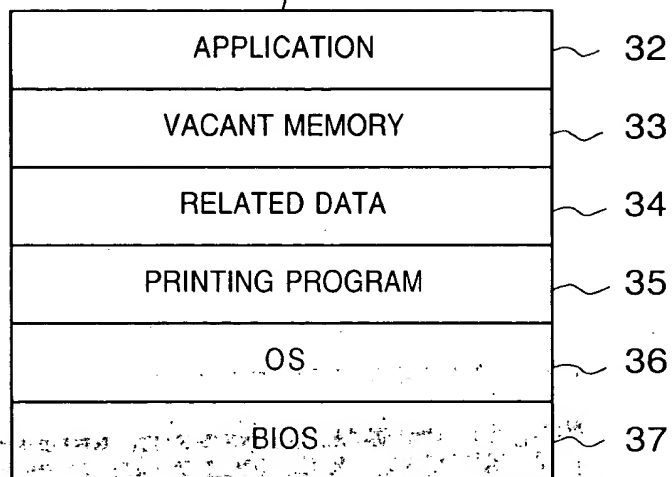 APPLICATION 32
VACANT MEMORY 33
RELATED DATA 34
PRINTING PROGRAM 35
OS 36
BIOS 37